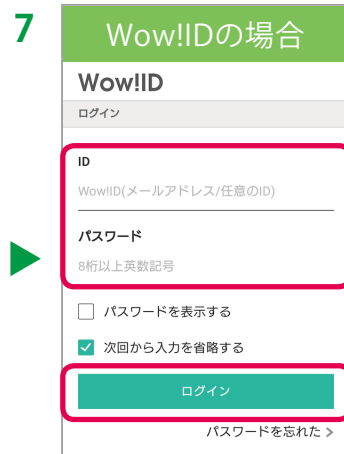 7
Wow!IDの場合
Wow!ID
ログイン
ID
Wow!ID(メールアドレス/任意のID)
パスワード
8桁以上英数記号
パスワードを表示する
次回から入力を省略する
ログイン
パスワードを忘れた >